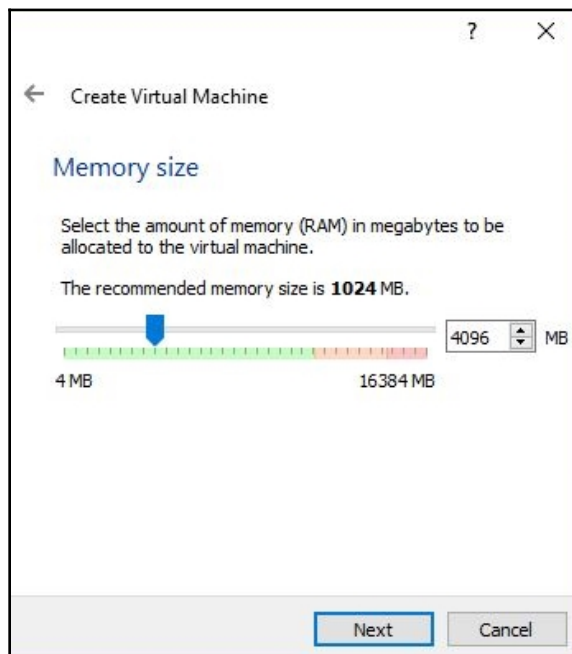 ?
Create Virtual Machine
Memory size
Select the amount of memory (RAM) in megabytes to be
allocated to the virtual machine.
The recommended memory size is 1024 MB.
4096 MB
4 MB 16384 MB
Next Cancel